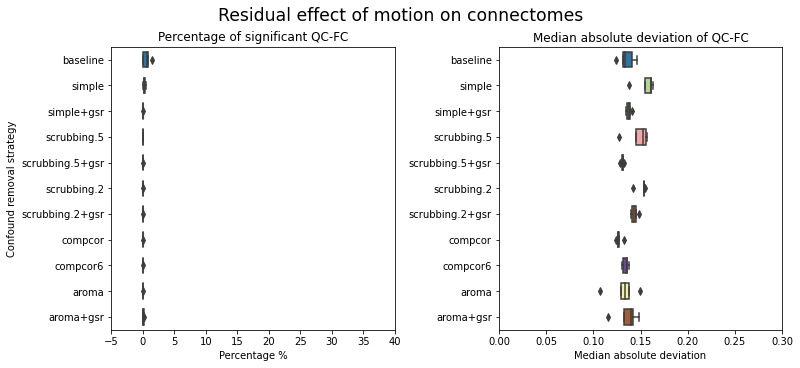 Residual effect of motion on connectomes
Percentage of significant QC-FC
Confound removal strategy
baseline
simple
simple+gsr
scrubbing.5
scrubbing.5+gsr
scrubbing.2
scrubbing.2+gsr
compcor
compcor6
aroma
aroma+gsr
-5 0 5 10 15 20 25 30 35 40
Percentage %
Median absolute deviation of QC-FC
baseline
simple
simple+gsr
scrubbing.5
scrubbing.5+gsr
scrubbing.2
scrubbing.2+gsr
compcor
compcor6
aroma
aroma+gsr
0.00 0.05 0.10 0.15 0.20 0.25 0.30
Median absolute deviation